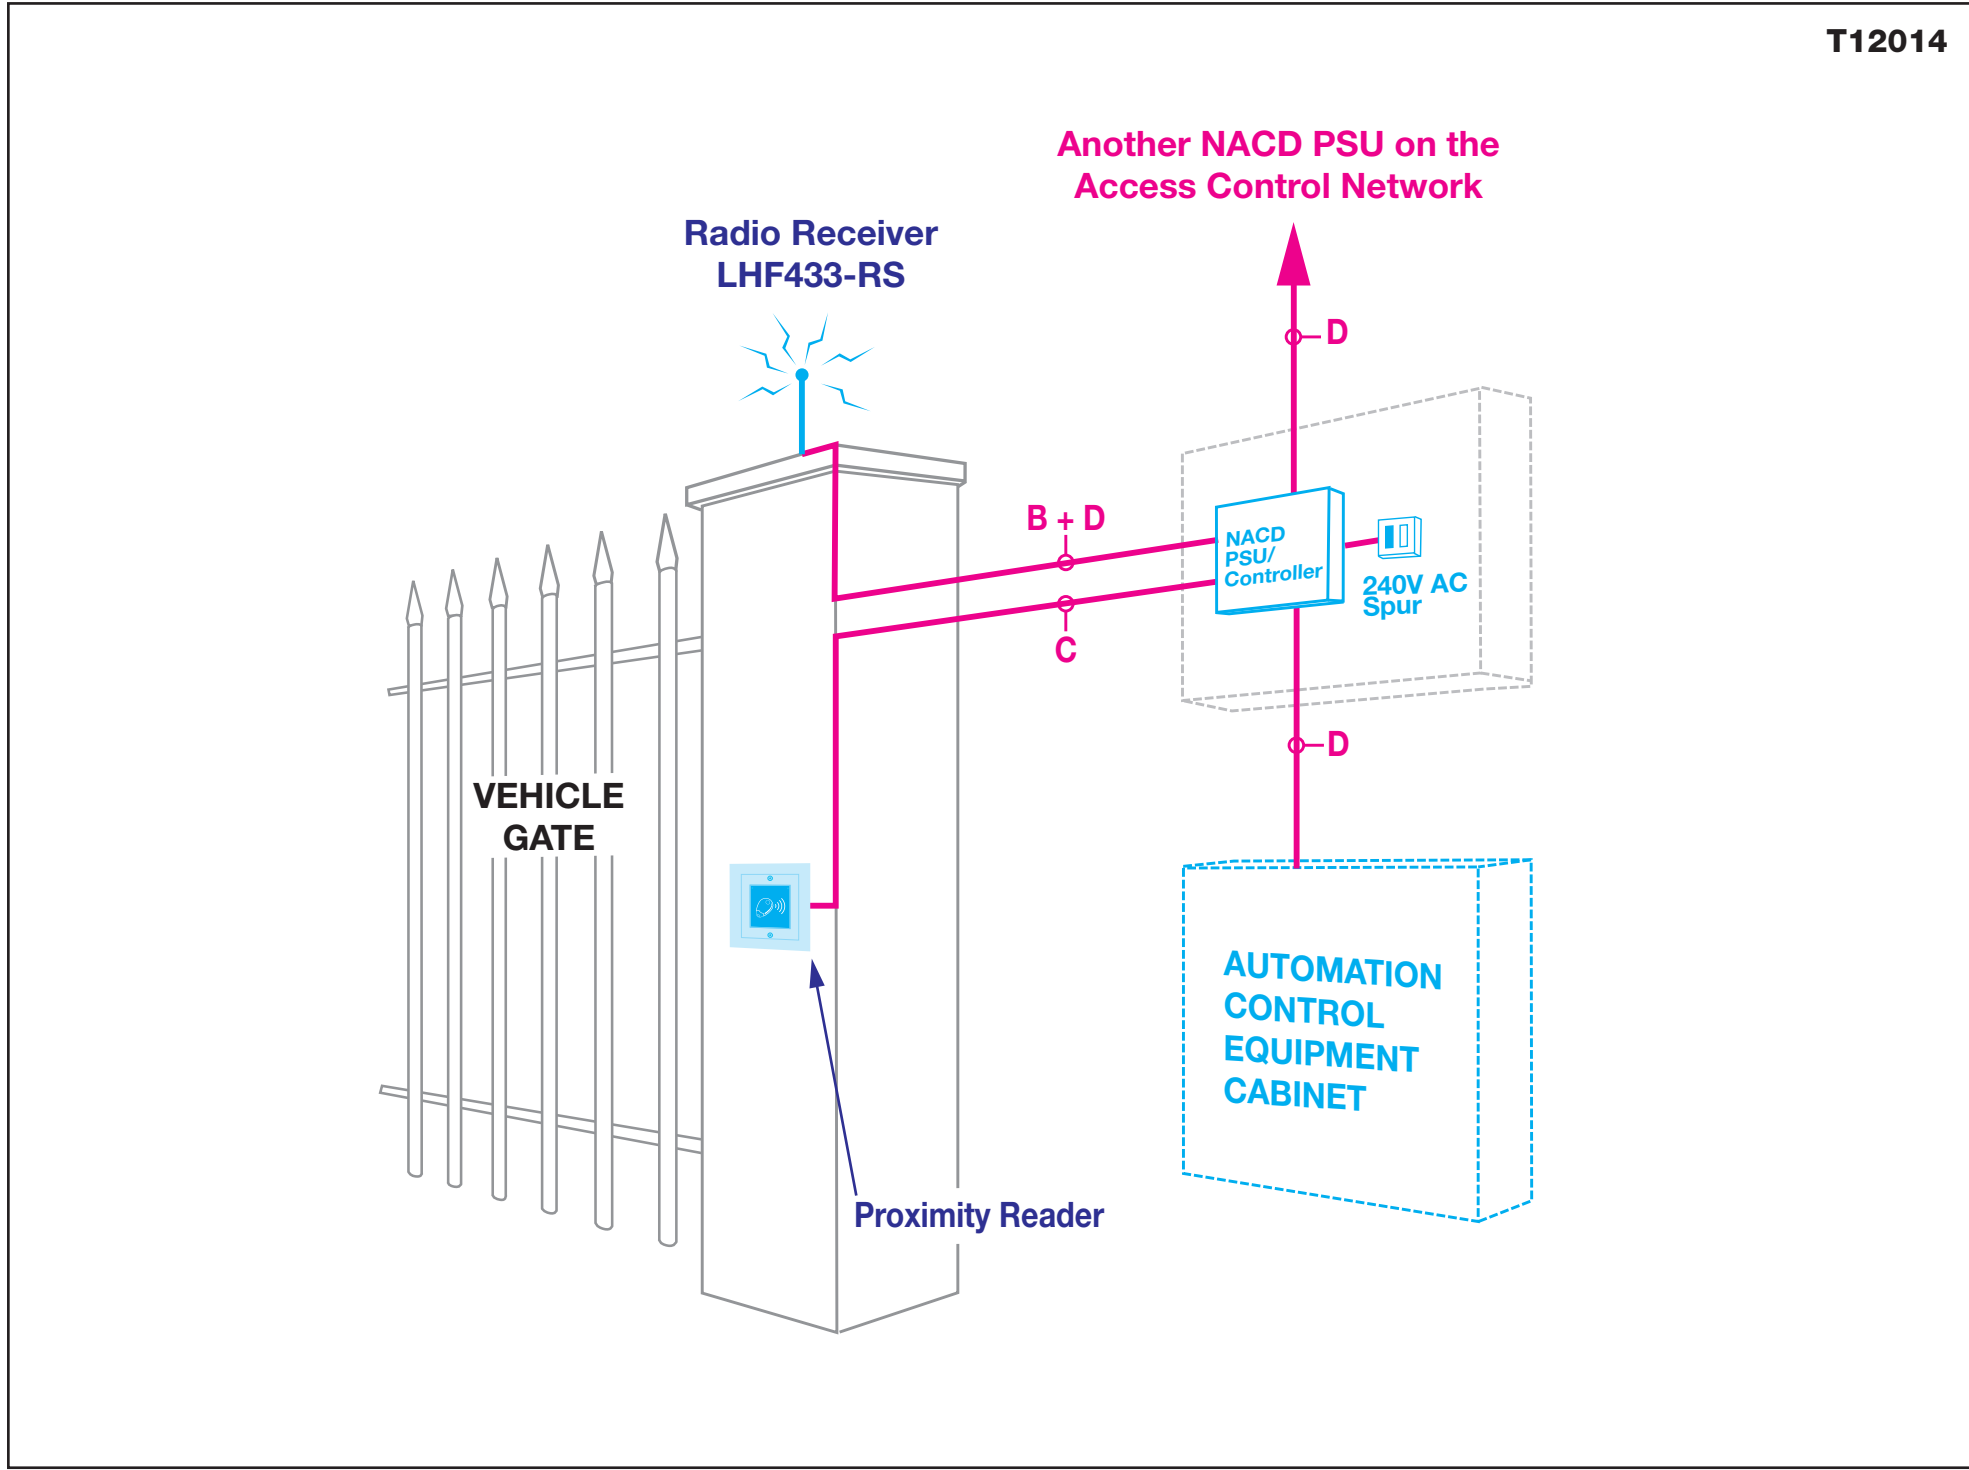 T12014
Another NACD PSU on the
Access Control Network
Radio Receiver
LHF433-RS
D
B + D
NACD
PSU/
Controller
240V AC
Spur
C
D
VEHICLE
GATE
AUTOMATION
CONTROL
EQUIPMENT
CABINET
Proximity Reader